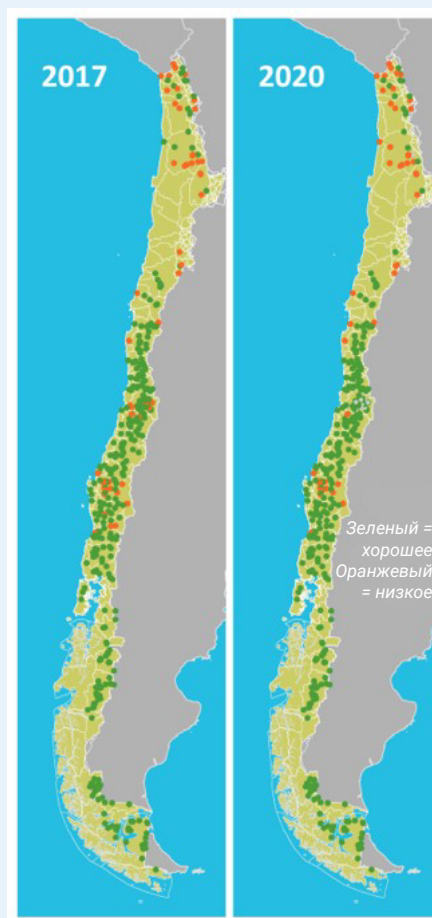 2017
2020
Зеленый =
хорошее
Оранжевый
= низкое